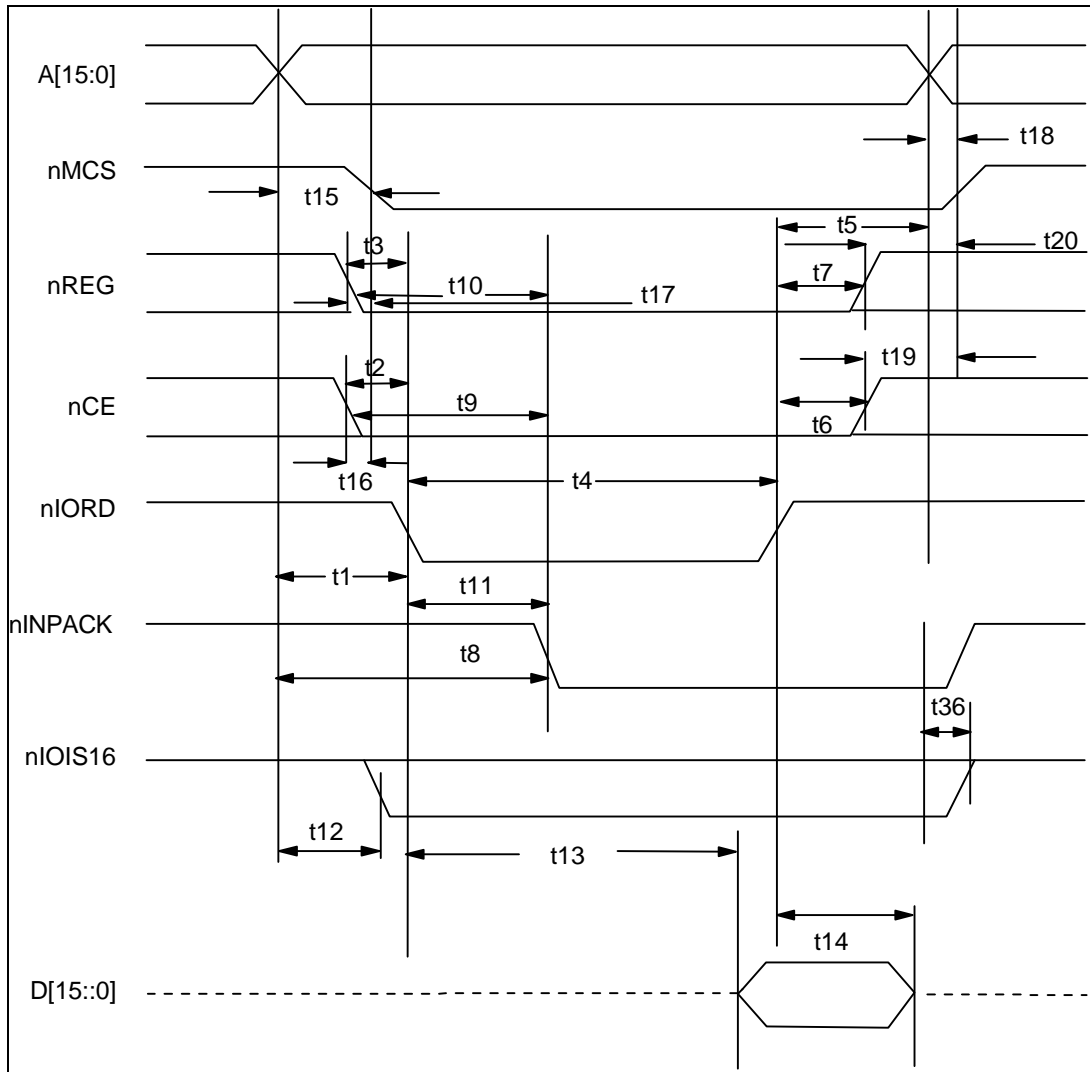 A[15:0]
t18
nMCS
t15
t5
t3
t20
nREG
t7
t10
t17
t2
t19
nCE
t9
t6
t16
t4
nIORD
t1
t11
nINPACK
t8
t36
nIOIS16
t12
t13
t14
D[15::0]